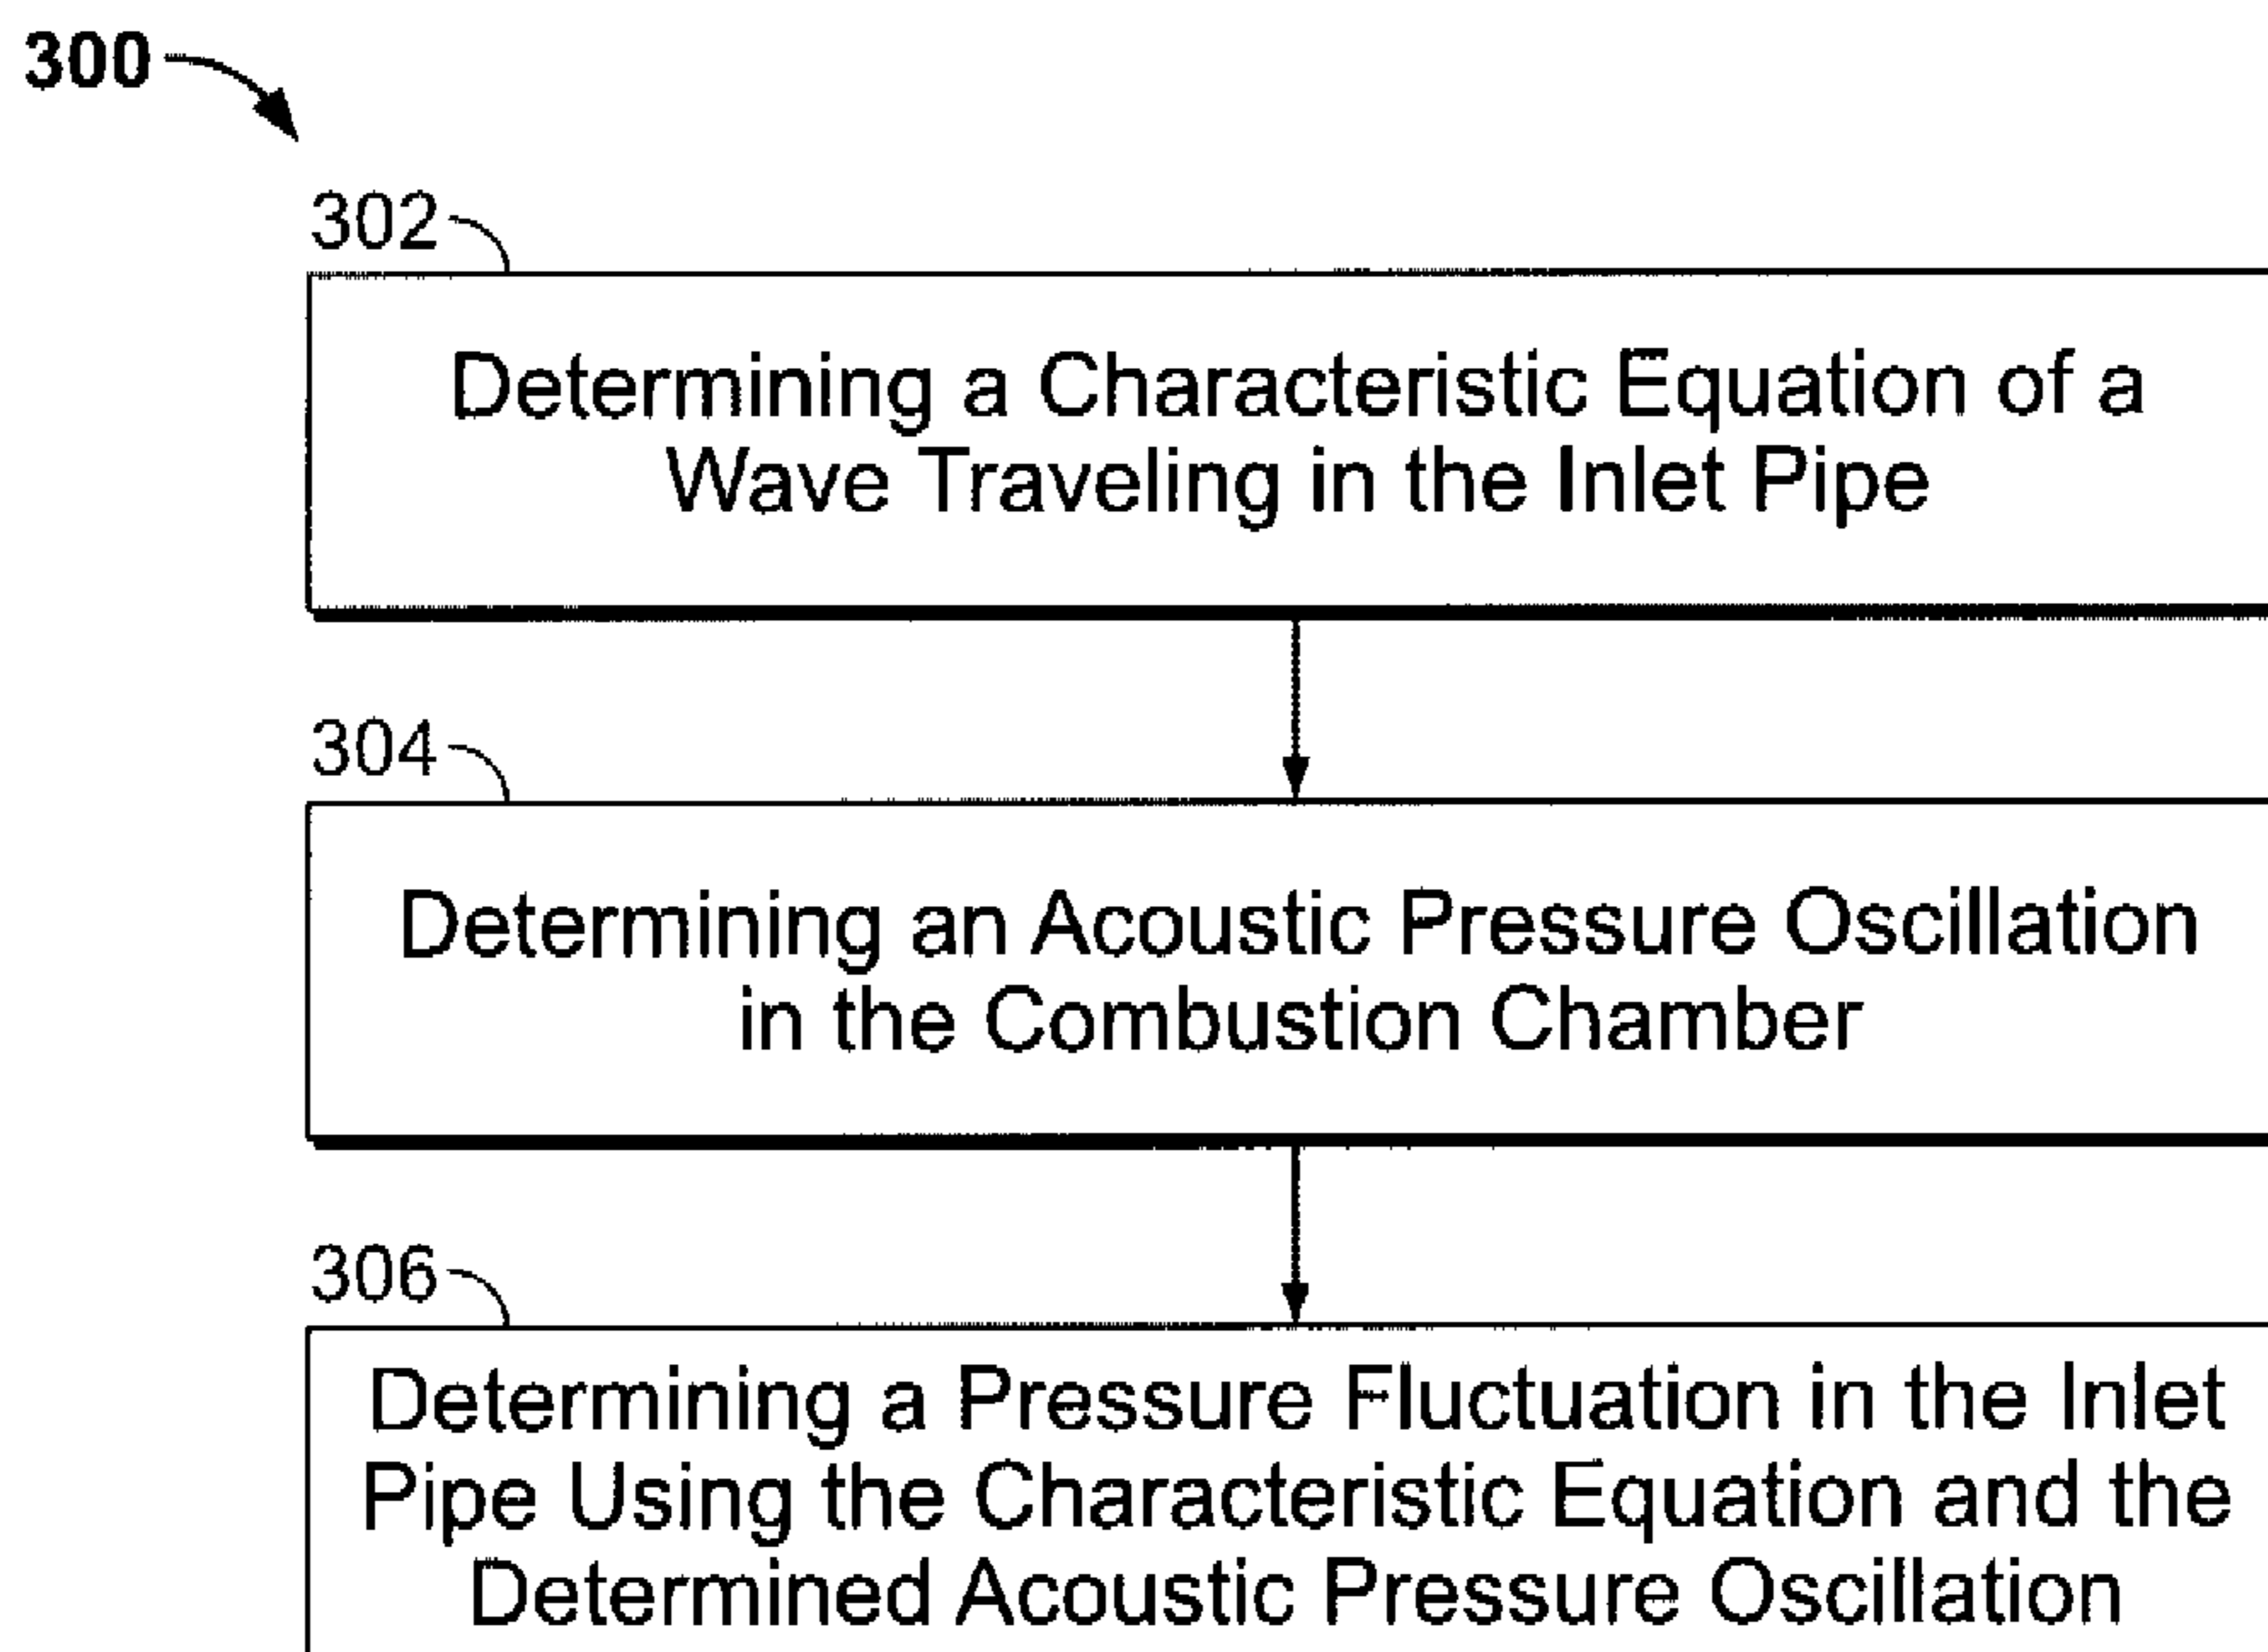 300
302
Determining a Characteristic Equation of a
Wave Traveling in the Inlet Pipe
304
Determining an Acoustic Pressure Oscillation
in the Combustion Chamber
306
Determining a Pressure Fluctuation in the Inlet
Pipe Using the Characteristic Equation and the
Determined Acoustic Pressure Oscillation